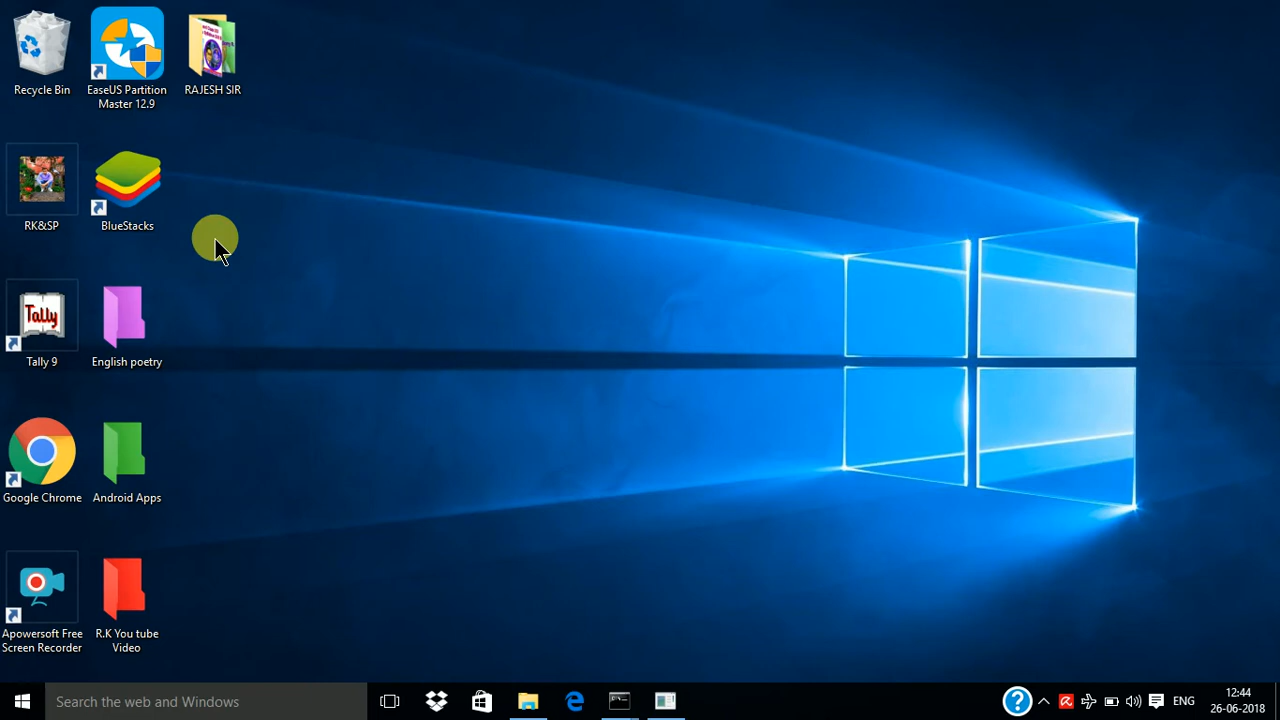 Recycle Bin
EaseUS Partition
Master 12.9
RAJESH SIR
RK&SP
BlueStacks
Tally
Tally 9
English poetry
Google Chrome
Android Apps
Apowersoft Free
Screen Recorder
R.K You tube
Video
Search the web and Windows
?
ENG
12:44
26-06-2018